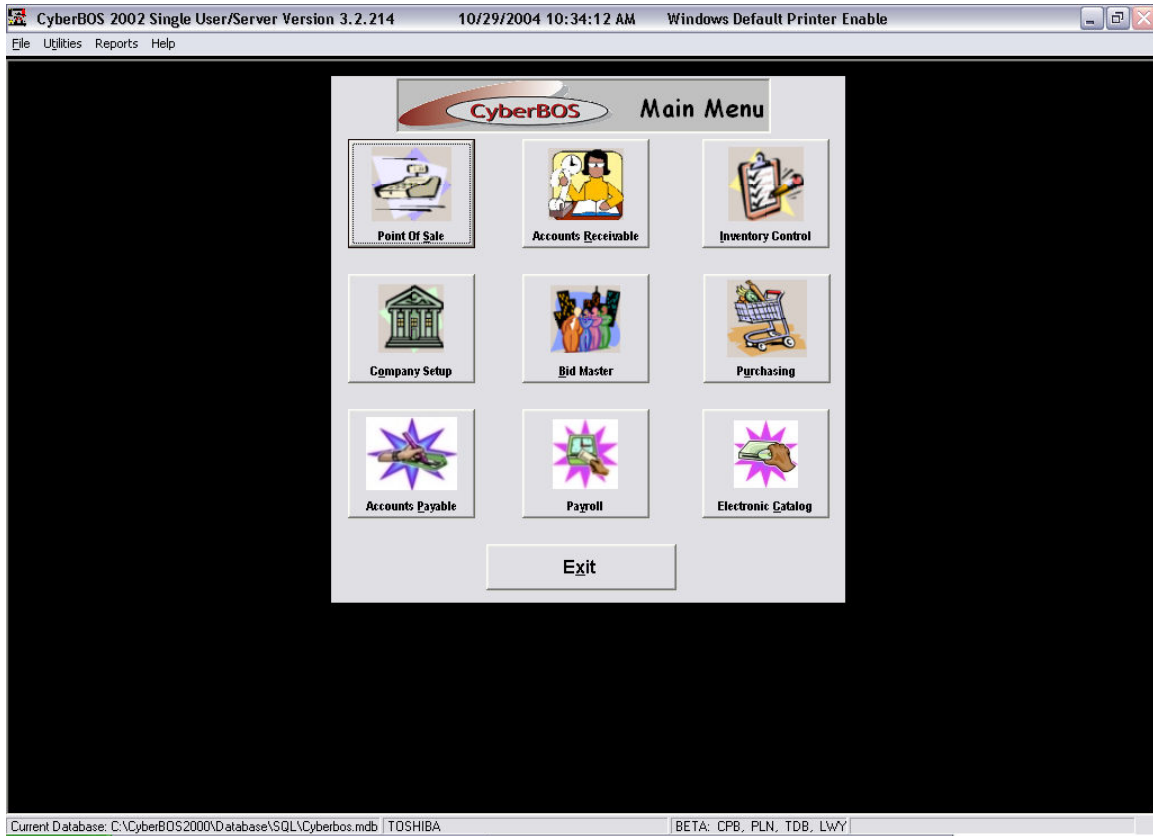 CyberBOS 2002 Single User/Server Version 3.2.214 10/29/2004 10:34:12 AM Windows Default Printer Enable
File Utilities Reports Help
CyberBOS Main Menu
Point Of Sale Accounts Receivable Inventory Control
Company Setup Bid Master Purchasing
Accounts Payable Payroll Electronic Catalog
Exit
Current Database: C:\CyberBOS2000\Database\SQL\Cyberbos.mdb TOSHIBA BETA: CPB, PLN, TDB, LWY